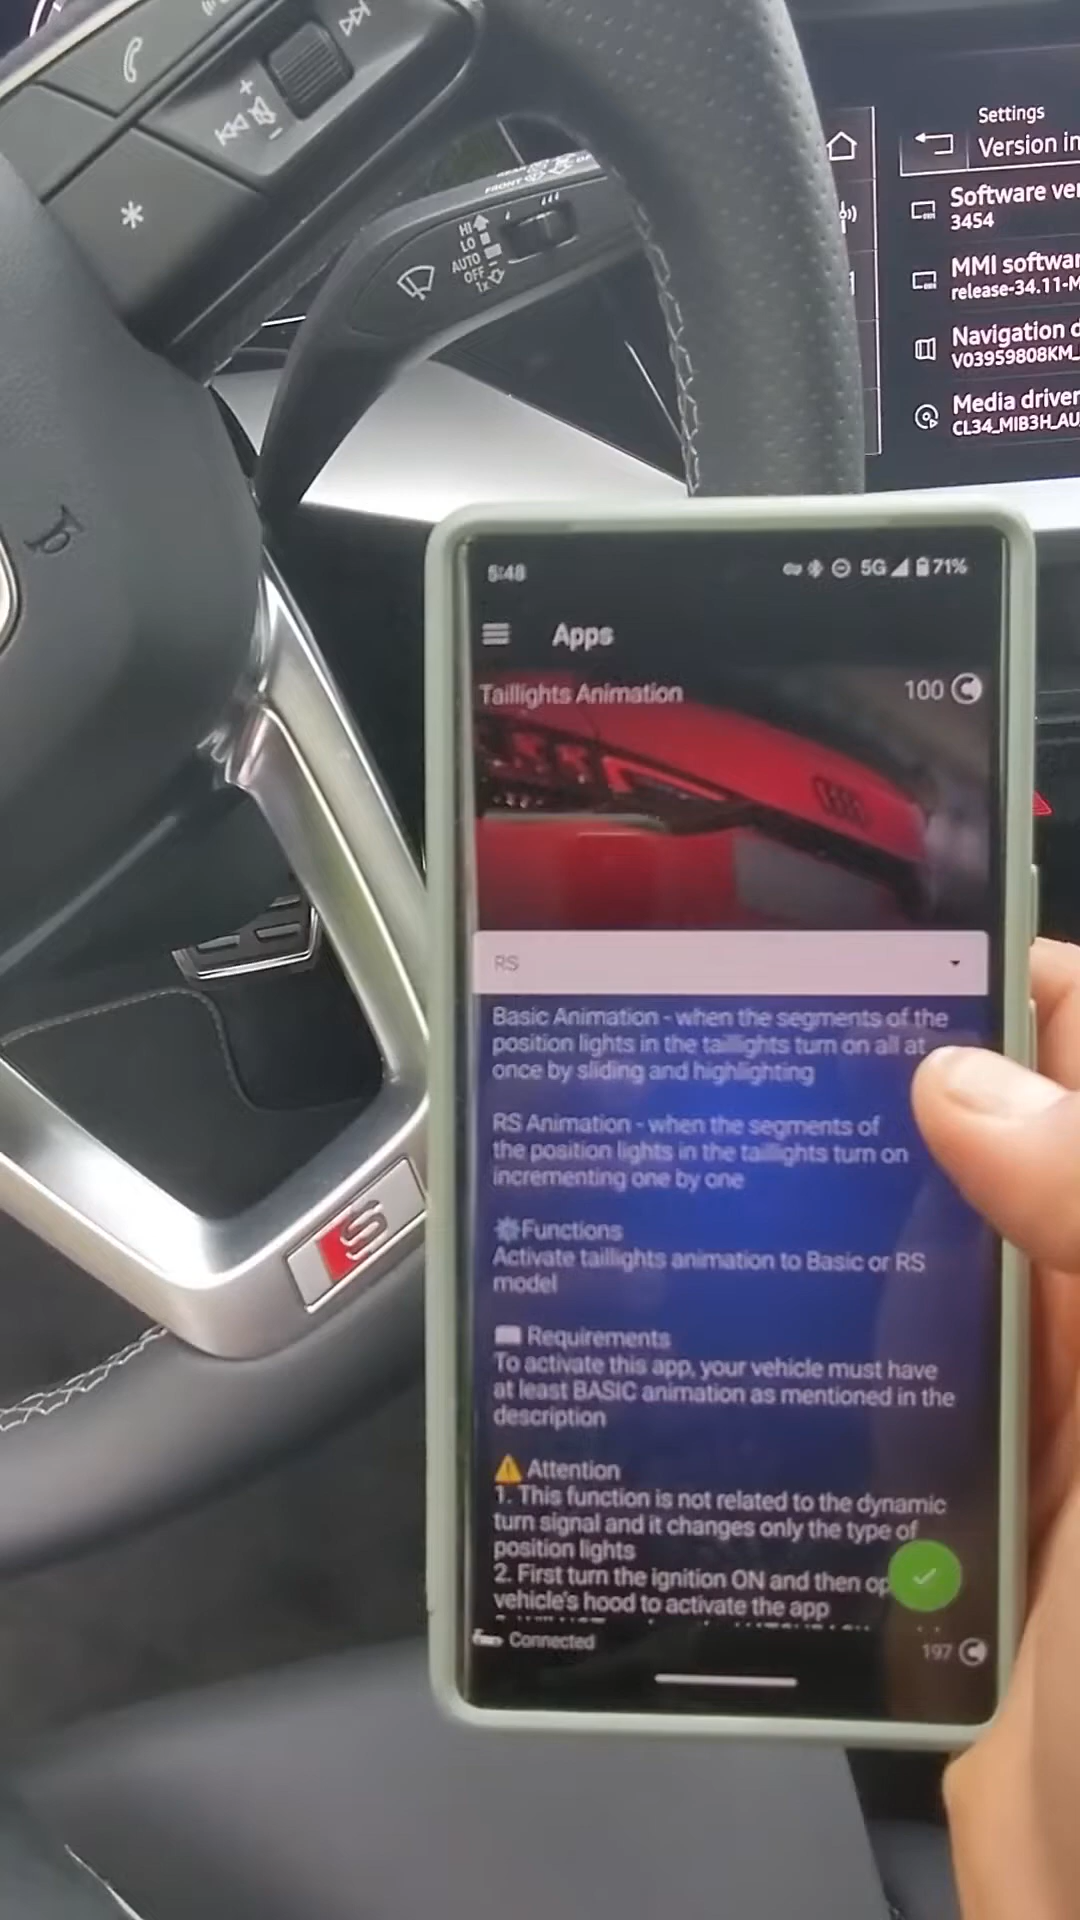 Settings
Version in
Software ver
3454
MMI softwar
release-34.11-M
Navigation d
V03959808KM_
Media driver
CL34_MIB3H_AU
REAR
FRONT
HI
LO
AUTO
OFF
1x
S
5:48
5G 71%
Apps
Taillights Animation
100
RS
Basic Animation - when the segments of the
position lights in the taillights turn on all at
once by sliding and highlighting
RS Animation - when the segments of
the position lights in the taillights turn on
incrementing one by one
Functions
Activate taillights animation to Basic or RS
model
Requirements
To activate this app, your vehicle must have
at least BASIC animation as mentioned in the
description
Attention
1. This function is not related to the dynamic
turn signal and it changes only the type of
position lights
2. First turn the ignition ON and then op
vehicle's hood to activate the app
Connected
197